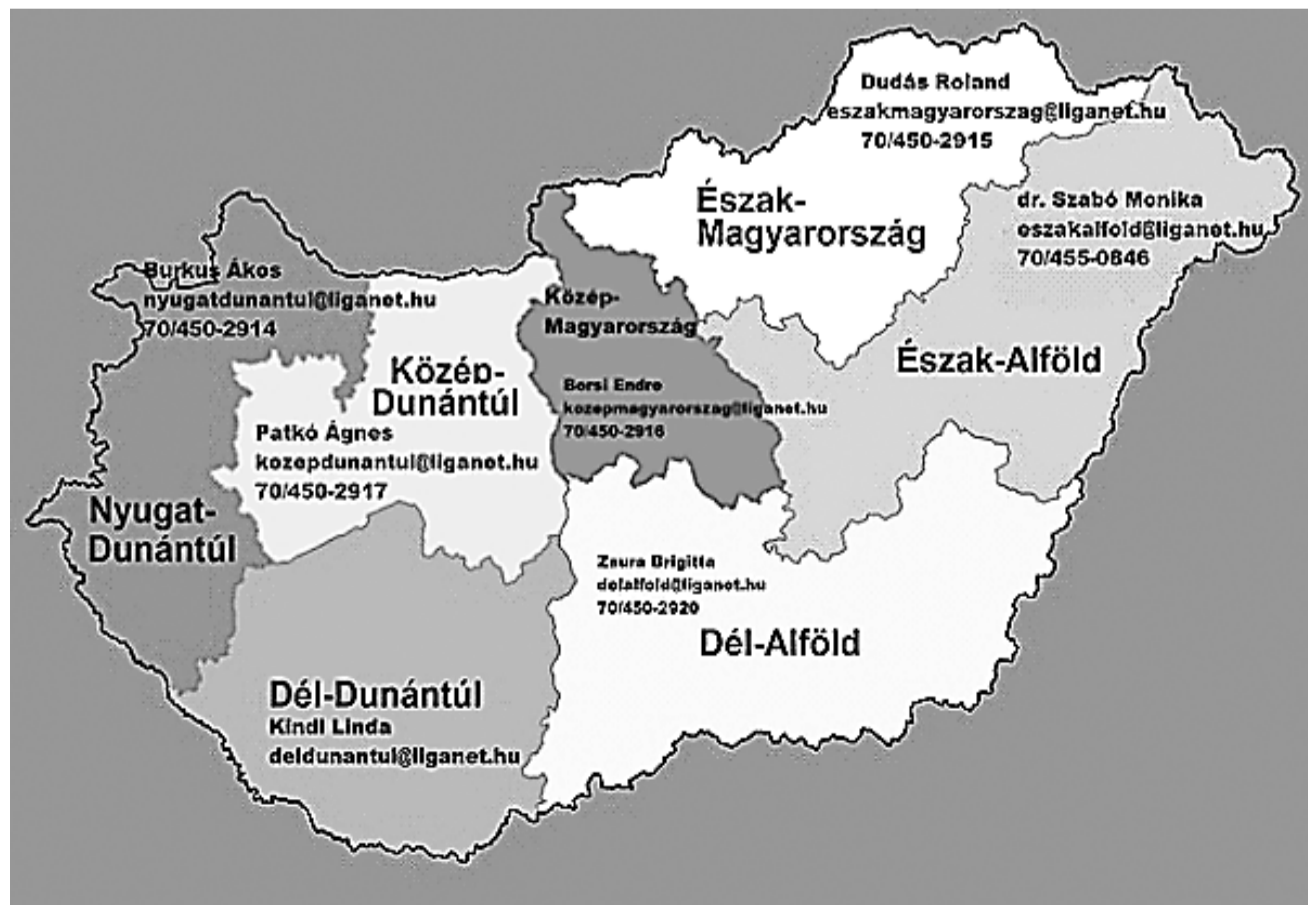 Dudás Roland
eszakmagyarorszag@liganet.hu
70/450-2915
Észak-
Magyarország
dr. Szabó Monika
eszakalfold@liganet.hu
70/455-0846
Észak-Alföld
Burkus Ákos
nyugatdunantul@liganet.hu
70/450-2914
Nyugat-
Dunántúl
Közép-
Magyarország
Borsi Endre
kozepmagyarorszag@liganet.hu
70/450-2916
Közép-
Dunántúl
Patkó Ágnes
kozepdunantul@liganet.hu
70/450-2917
Brigitta
delalfold@liganet.hu
70/450-2920
Dél-Alföld
Dél-Dunántúl
Kindl Linda
deldunantul@liganet.hu